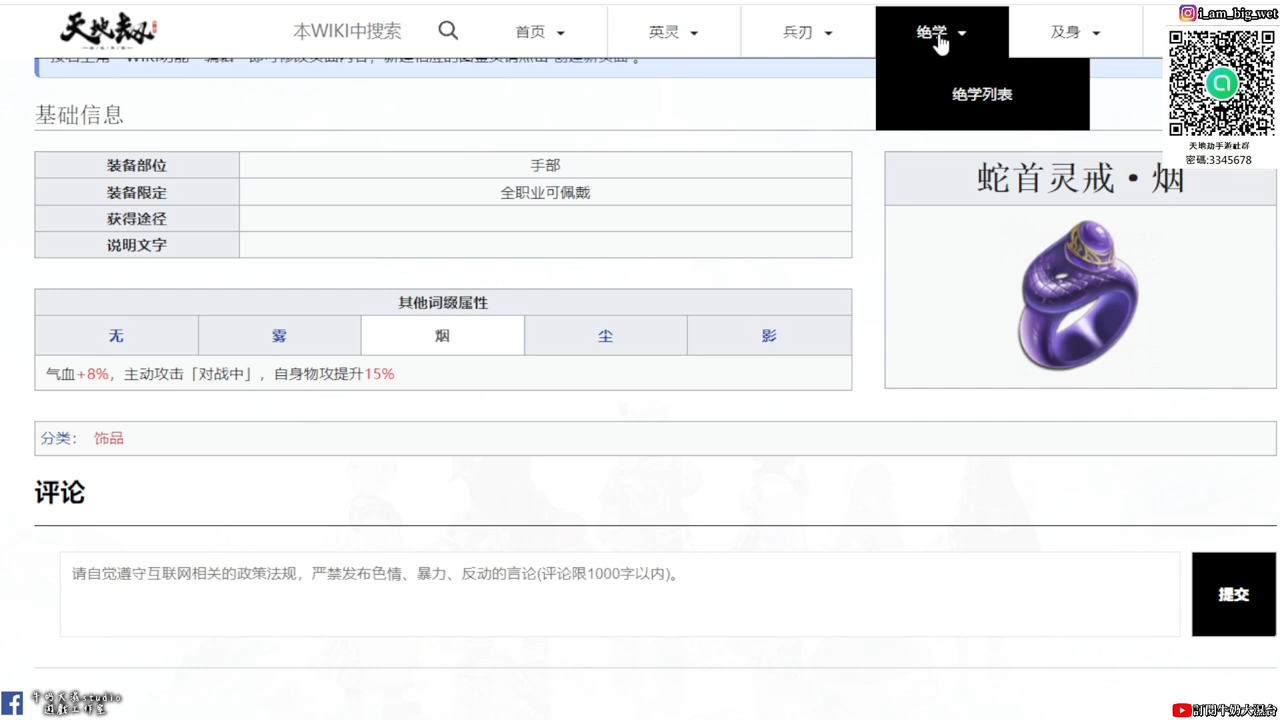 天地劫
本WIKI中搜索
首页
英灵
兵刃
绝学
及身
i_am_big_wet
绝学列表
天地劫手游社群
密碼:3345678
基础信息
装备部位 手部
装备限定 全职业可佩戴
获得途径
说明文字
蛇首灵戒·烟
其他词缀属性
无 雾 烟 尘 影
气血+8%，主动攻击「对战中」，自身物攻提升15%
分类： 饰品
评论
请自觉遵守互联网相关的政策法规，严禁发布色情、暴力、反动的言论(评论限1000字以内)。
提交
遊戲工作室
訂閱牛奶大混台